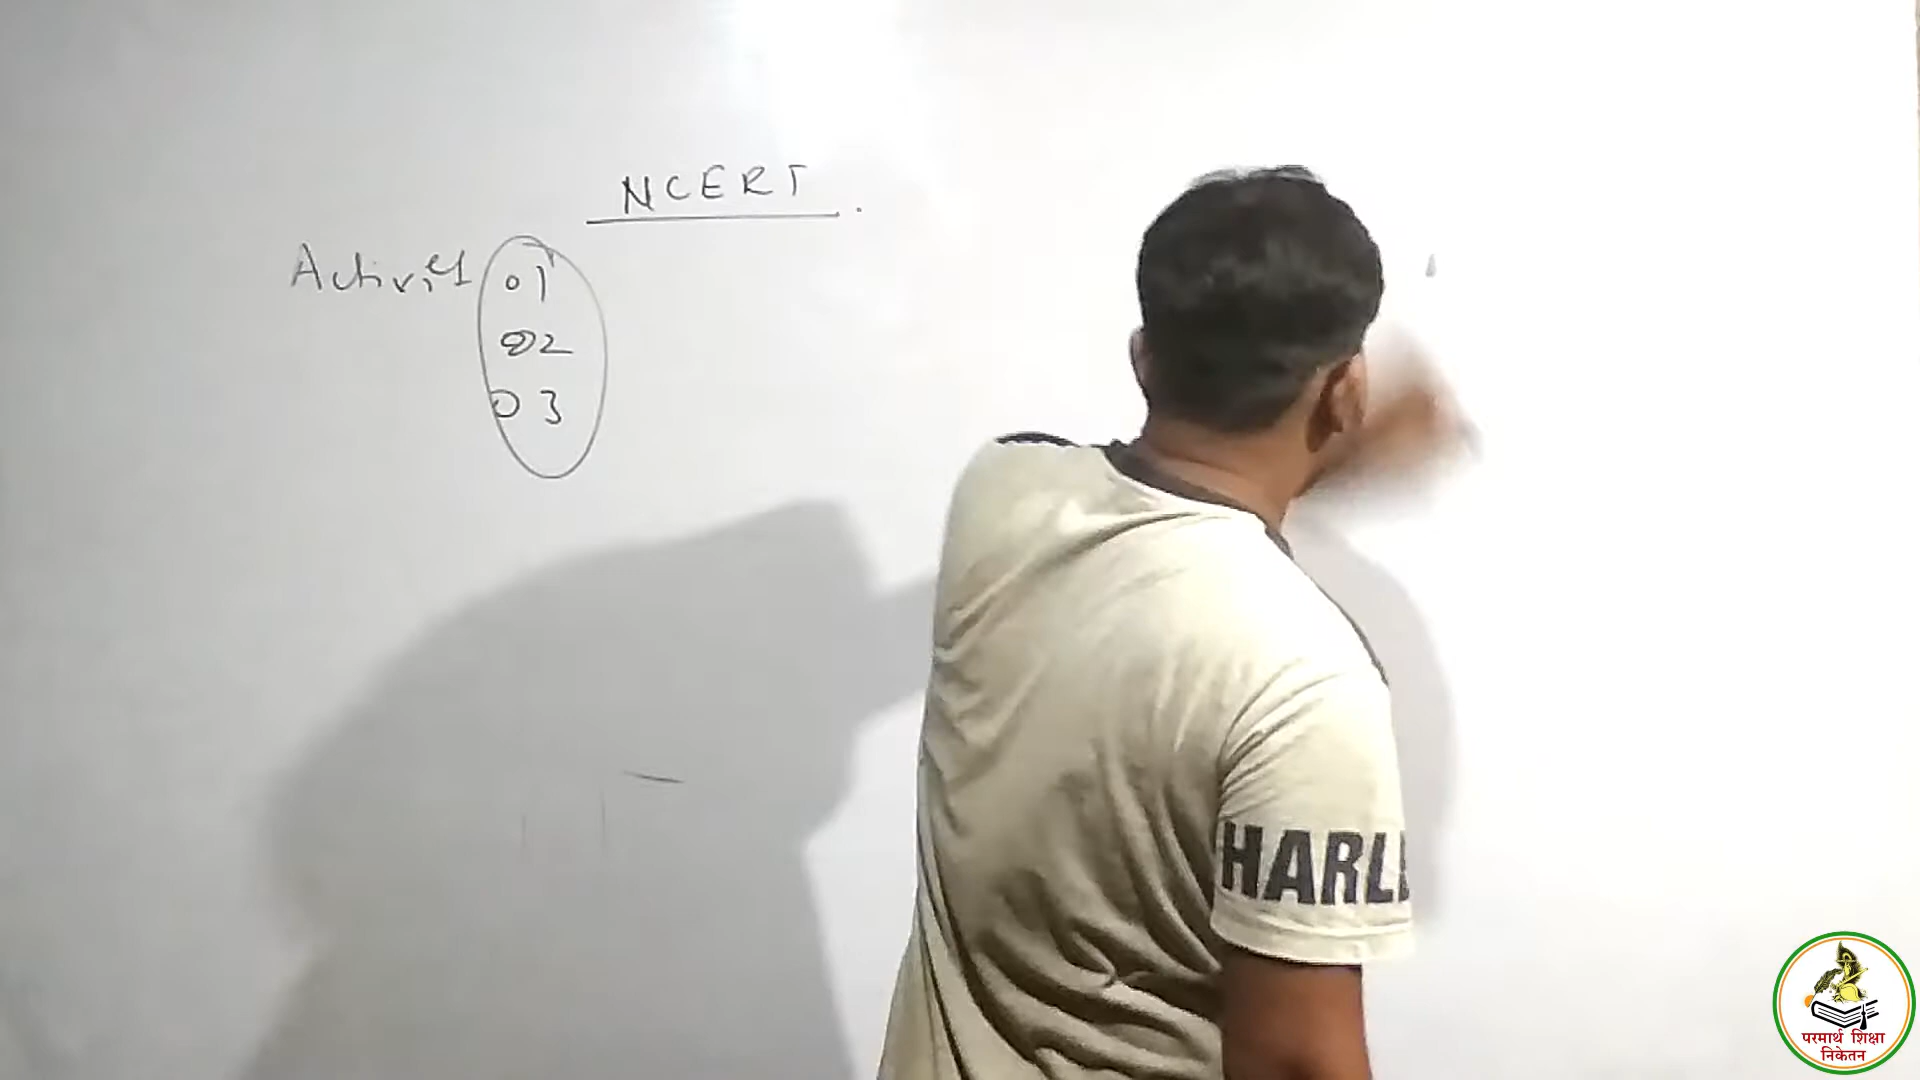 NCERT.
Activity 01
02
03
HARL
परमार्थ शिक्षा
निकेतन